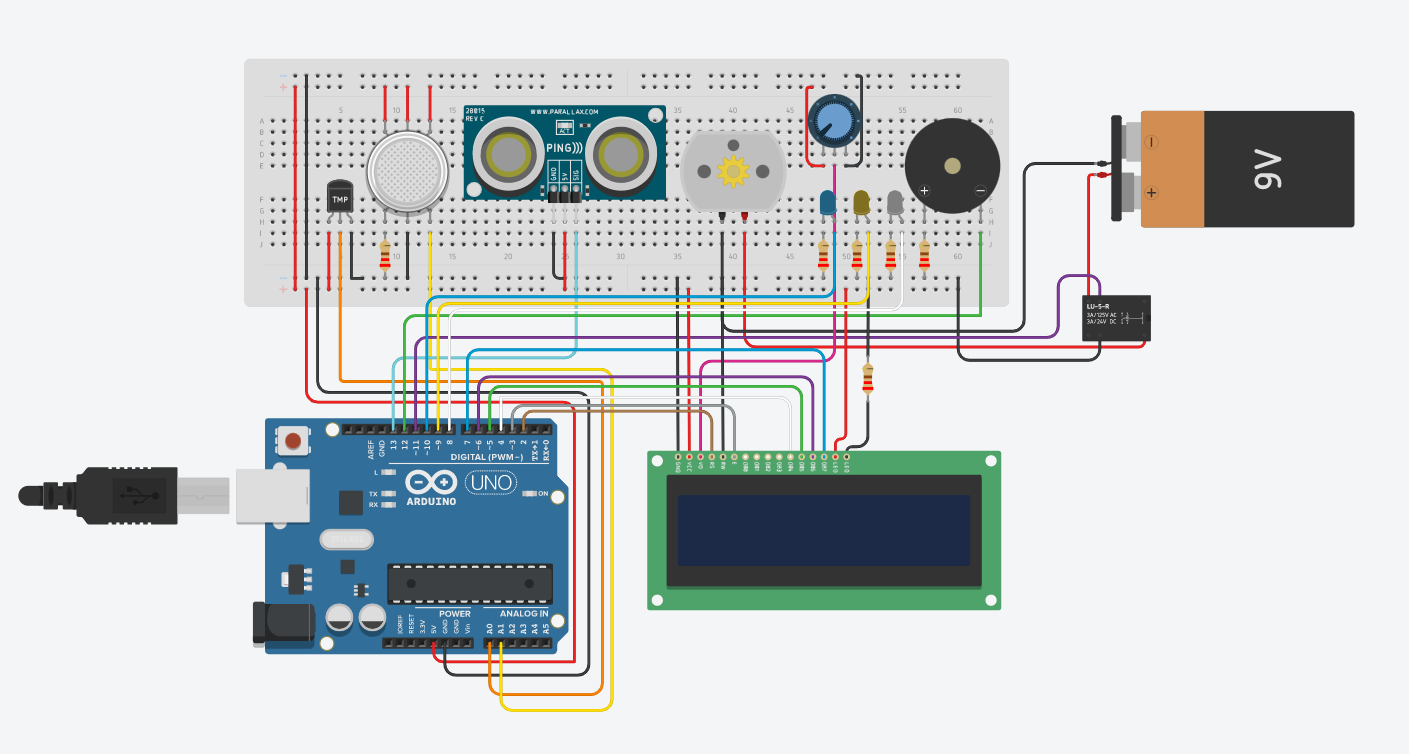 5 10 15 35 40 55 60
A
B
C
D
E
F
G
H
I
J
10 15 20 25 30 50 60
A
B
D
E
G
H
I
J
TMP
28015
REV C
WWW.PARALLAX.COM
ACT
PING)))
GND
5V
SIG
+ −
9V
− +
LU-5-R
3A/125V AC
3A/24V DC
AREF
GND
13
12
~11
~10
~9
8
7
~6
~5
4
~3
2
TX→1
RX←0
DIGITAL (PWM~)
L
TX
RX
ARDUINO
UNO
ON
POWER
ANALOG IN
IOREF
RESET
3.3V
5V
GND
GND
Vin
A0
A1
A2
A3
A4
A5
GND
VCC
V0
RS
RW
E
DB0
DB1
DB2
DB3
DB4
DB5
DB6
DB7
LED
LED